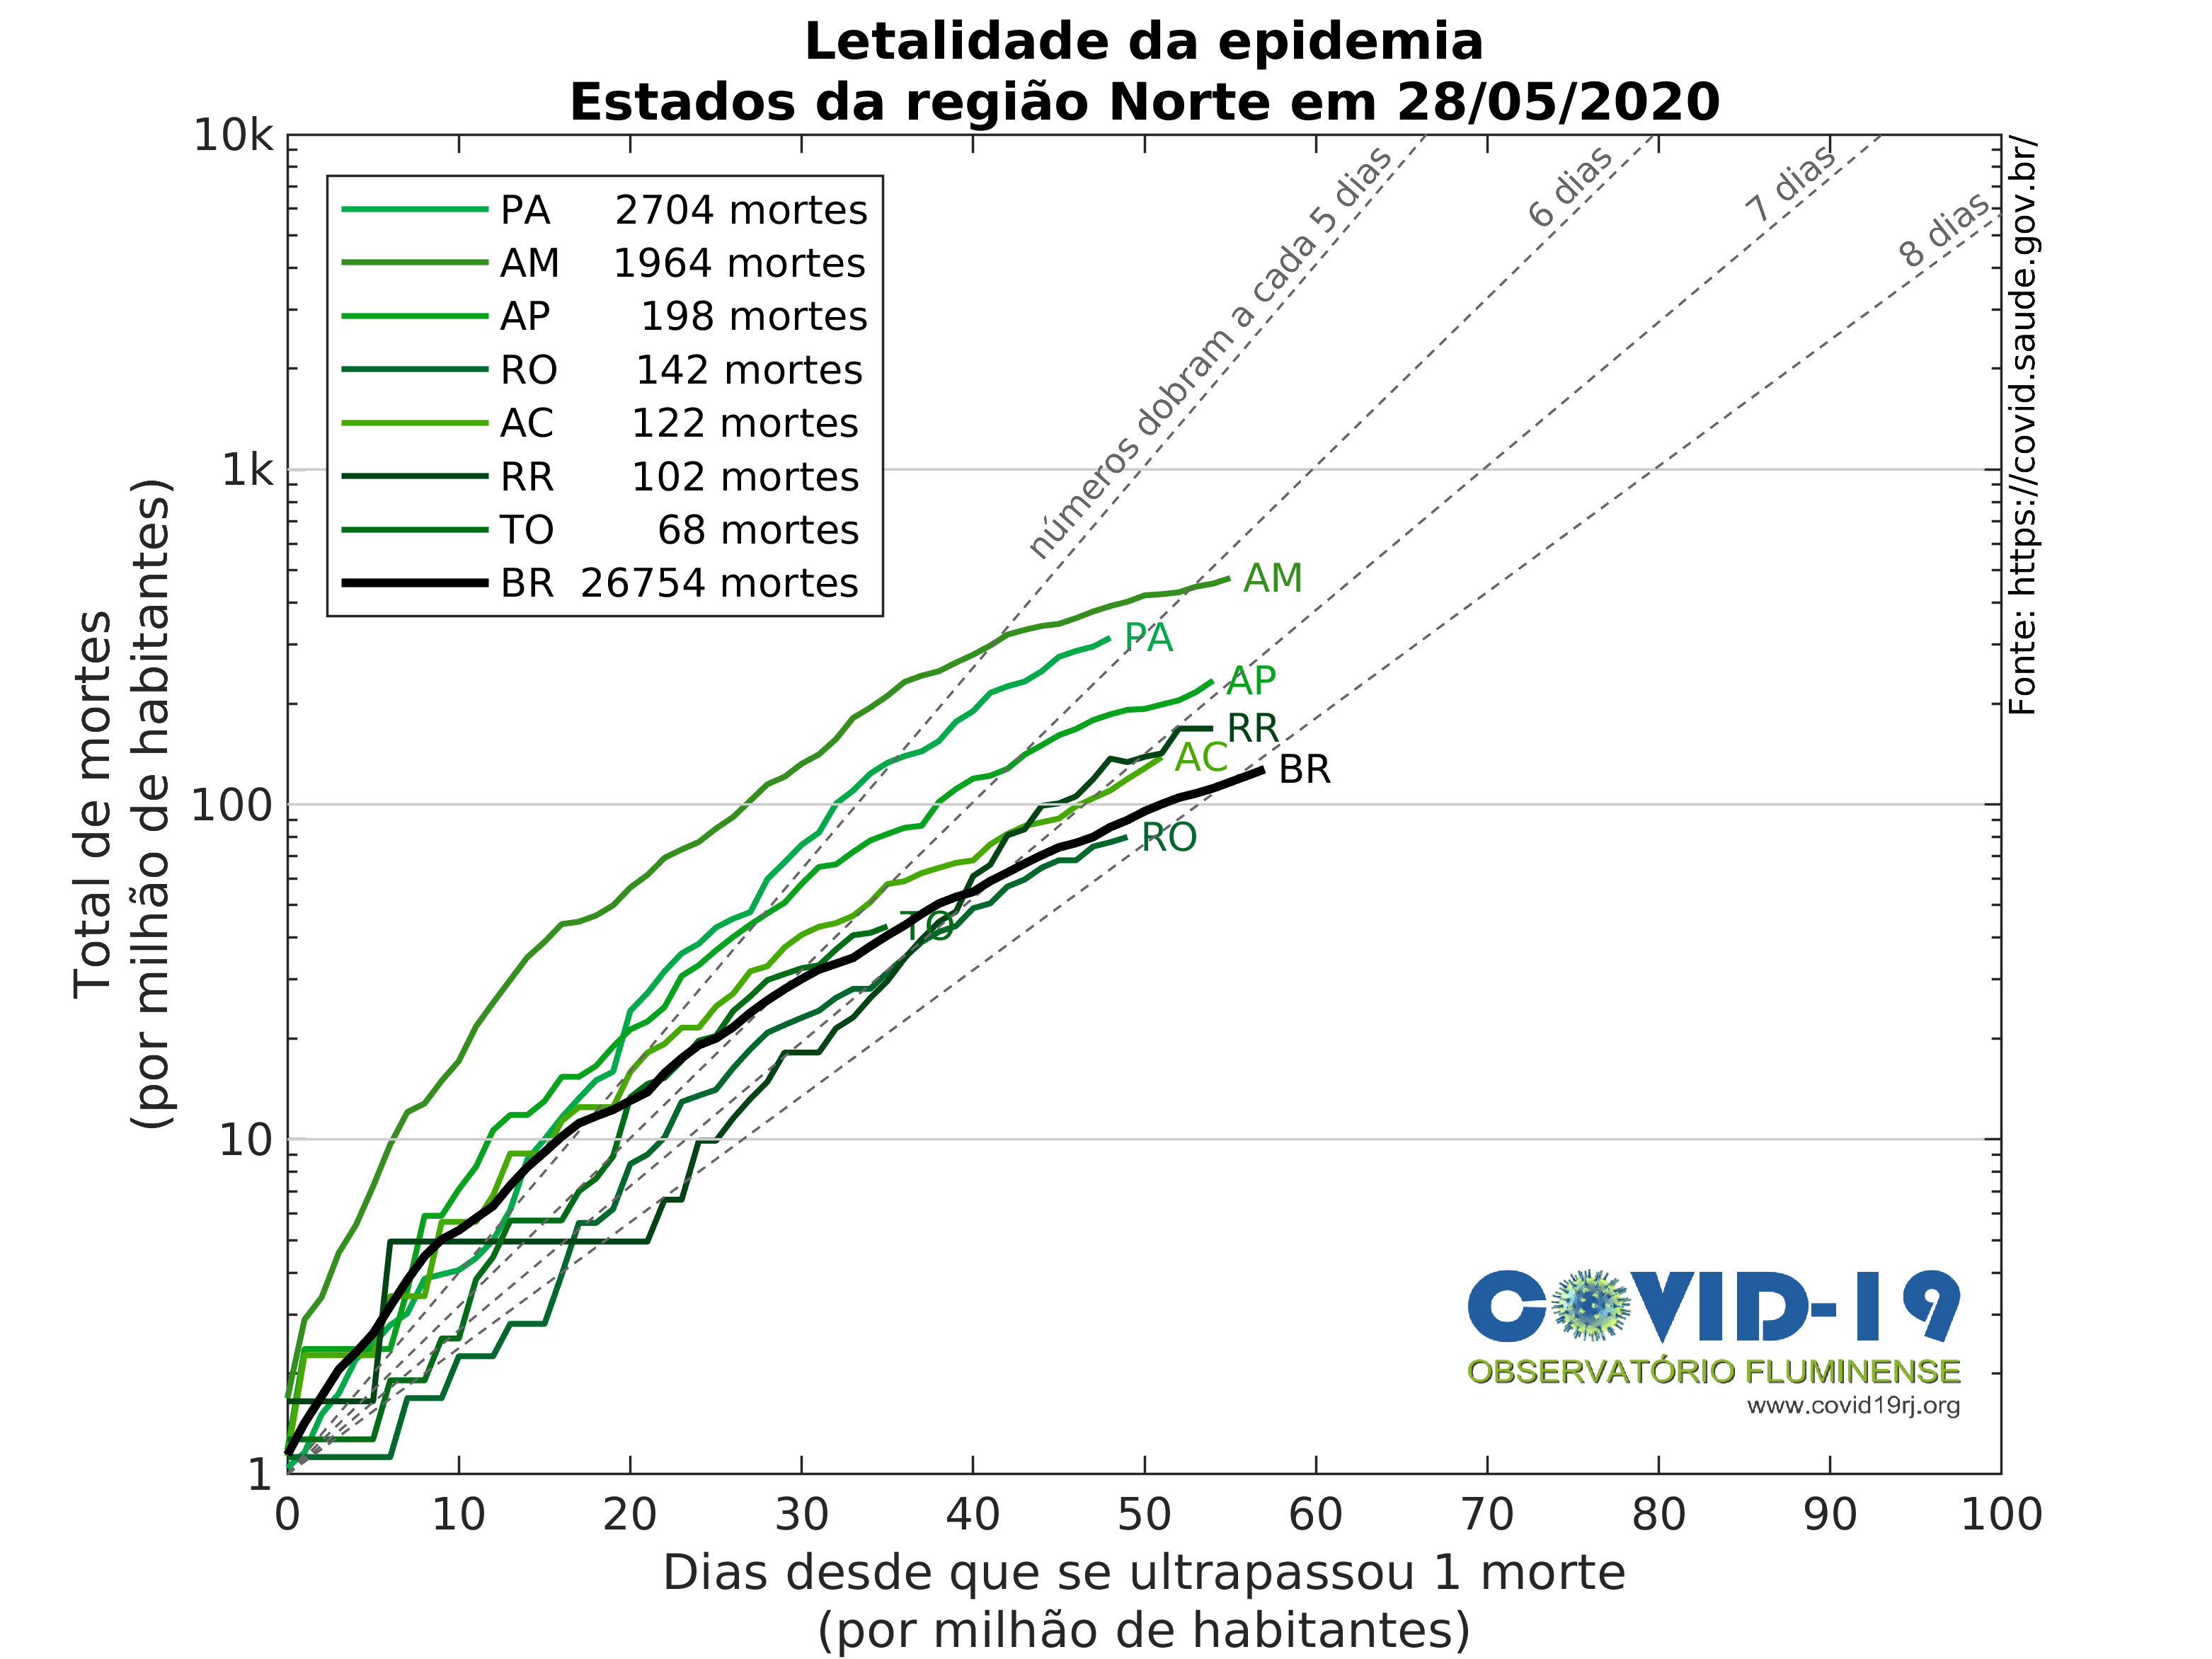 Letalidade da epidemia
Estados da região Norte em 28/05/2020
10k
1k
100
10
1
Total de mortes
(por milhão de habitantes)
PA 2704 mortes
AM 1964 mortes
AP 198 mortes
RO 142 mortes
AC 122 mortes
RR 102 mortes
TO 68 mortes
BR 26754 mortes
números dobram a cada 5 dias
6 dias
7 dias
8 dias
AM
PA
AP
RR
AC
BR
RO
TO
Fonte: https://covid.saude.gov.br/
COVID-19
OBSERVATÓRIO FLUMINENSE
www.covid19rj.org
0 10 20 30 40 50 60 70 80 90 100
Dias desde que se ultrapassou 1 morte
(por milhão de habitantes)